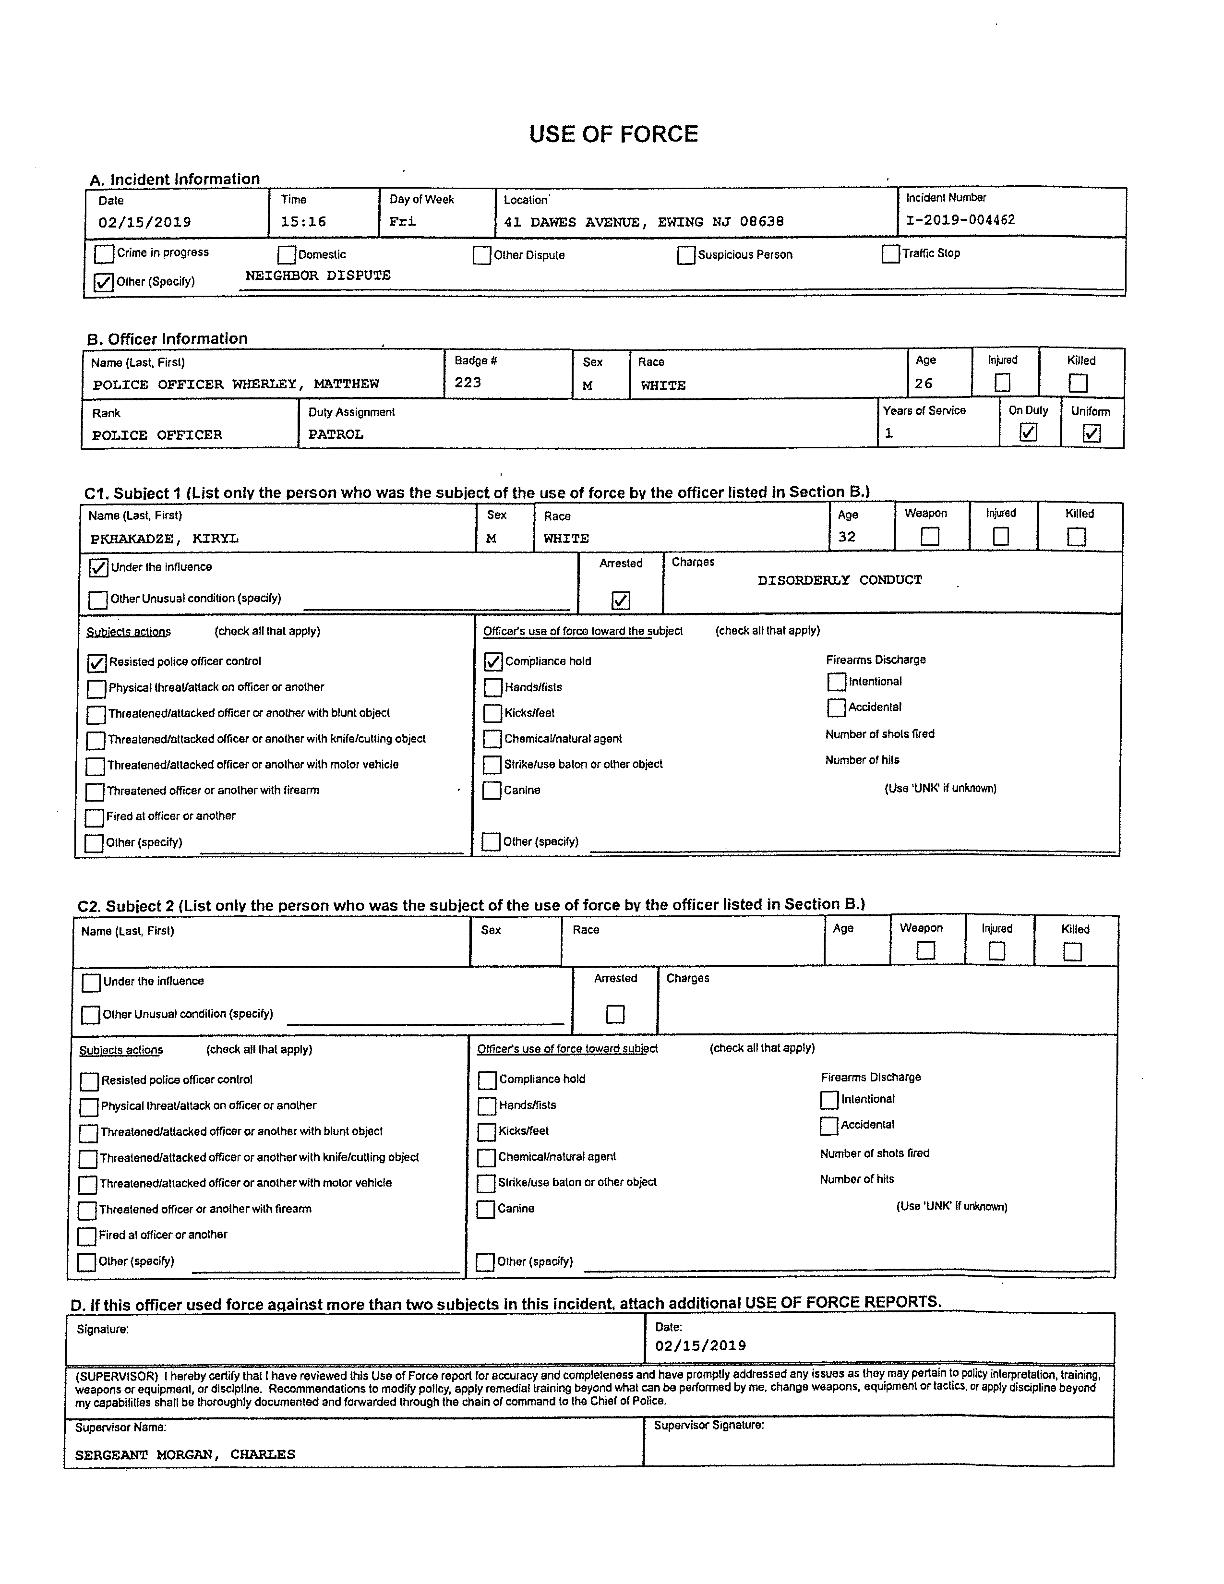 USE OF FORCE
A. Incident Information
Date Time Day of Week Location Incident Number
02/15/2019 15:16 Fri 41 DAWES AVENUE, EWING NJ 08638 I-2019-004462
Crime in progress Domestic Other Dispute Suspicious Person Traffic Stop
Other (Specify) NEIGHBOR DISPUTE
B. Officer Information
Name (Last, First) Badge # Sex Race Age Injured Killed
POLICE OFFICER WHERLEY, MATTHEW 223 M WHITE 26
Rank Duty Assignment Years of Service On Duty Uniform
POLICE OFFICER PATROL 1
C1. Subject 1 (List only the person who was the subject of the use of force by the officer listed in Section B.)
Name (Last, First) Sex Race Age Weapon Injured Killed
PKHAKADZE, KIRYL M WHITE 32
Under the influence Arrested Charges
DISORDERLY CONDUCT
Other Unusual condition (specify)
Subjects actions (check all that apply) Officer's use of force toward the subject (check all that apply)
Resisted police officer control Compliance hold Firearms Discharge
Physical threat/attack on officer or another Hands/fists Intentional
Threatened/attacked officer or another with blunt object Kicks/feet Accidental
Threatened/attacked officer or another with knife/cutting object Chemical/natural agent Number of shots fired
Threatened/attacked officer or another with motor vehicle Strike/use baton or other object Number of hits
Threatened officer or another with firearm Canine (Use 'UNK' if unknown)
Fired at officer or another
Other (specify) Other (specify)
C2. Subject 2 (List only the person who was the subject of the use of force by the officer listed in Section B.)
Name (Last, First) Sex Race Age Weapon Injured Killed
Under the influence Arrested Charges
Other Unusual condition (specify)
Subjects actions (check all that apply) Officer's use of force toward subject (check all that apply)
Resisted police officer control Compliance hold Firearms Discharge
Physical threat/attack on officer or another Hands/fists Intentional
Threatened/attacked officer or another with blunt object Kicks/feet Accidental
Threatened/attacked officer or another with knife/cutting object Chemical/natural agent Number of shots fired
Threatened/attacked officer or another with motor vehicle Strike/use baton or other object Number of hits
Threatened officer or another with firearm Canine (Use 'UNK' if unknown)
Fired at officer or another
Other (specify) Other (specify)
D. If this officer used force against more than two subjects in this incident, attach additional USE OF FORCE REPORTS.
Signature: Date:
02/15/2019
(SUPERVISOR) I hereby certify that I have reviewed this Use of Force report for accuracy and completeness and have promptly addressed any issues as they may pertain to policy interpretation, training,
weapons or equipment, or discipline. Recommendations to modify policy, apply remedial training beyond what can be performed by me, change weapons, equipment or tactics, or apply discipline beyond
my capabilities shall be thoroughly documented and forwarded through the chain of command to the Chief of Police.
Supervisor Name: Supervisor Signature:
SERGEANT MORGAN, CHARLES